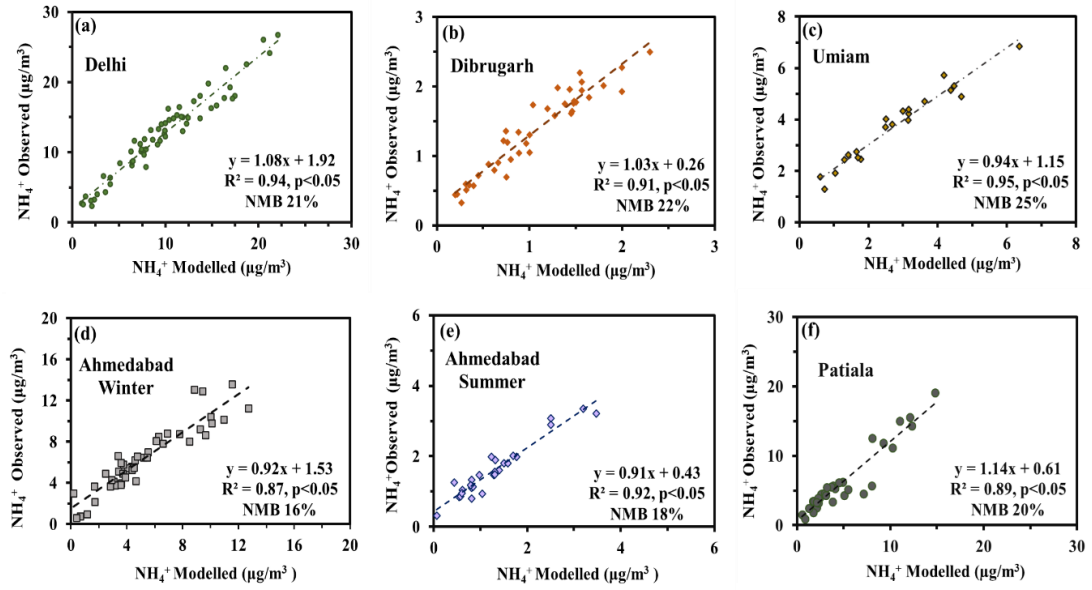 (a)
Delhi
y = 1.08x + 1.92
R² = 0.94, p<0.05
NMB 21%
NH₄⁺ Observed (µg/m³)
30
20
10
0
0 10 20 30
NH₄⁺ Modelled (µg/m³)
(b)
Dibrugarh
y = 1.03x + 0.26
R² = 0.91, p<0.05
NMB 22%
NH₄⁺ Observed (µg/m³)
3
2
1
0
0 1 2 3
NH₄⁺ Modelled (µg/m³)
(c)
Umiam
y = 0.94x + 1.15
R² = 0.95, p<0.05
NMB 25%
NH₄⁺ Observed (µg/m³)
8
6
4
2
0
0 2 4 6 8
NH₄⁺ Modelled (µg/m³)
(d)
Ahmedabad
Winter
y = 0.92x + 1.53
R² = 0.87, p<0.05
NMB 16%
NH₄⁺ Observed (µg/m³)
20
16
12
8
4
0
0 4 8 12 16 20
NH₄⁺ Modelled (µg/m³ )
(e)
Ahmedabad
Summer
y = 0.91x + 0.43
R² = 0.92, p<0.05
NMB 18%
NH₄⁺Observed (µg/m³)
6
4
2
0
0 2 4 6
NH₄⁺ Modelled (µg/m³ )
(f)
Patiala
y = 1.14x + 0.61
R² = 0.89, p<0.05
NMB 20%
NH₄⁺ Observed (µg/m³)
30
20
10
0
0 10 20 30
NH₄⁺ Modelled (µg/m³)